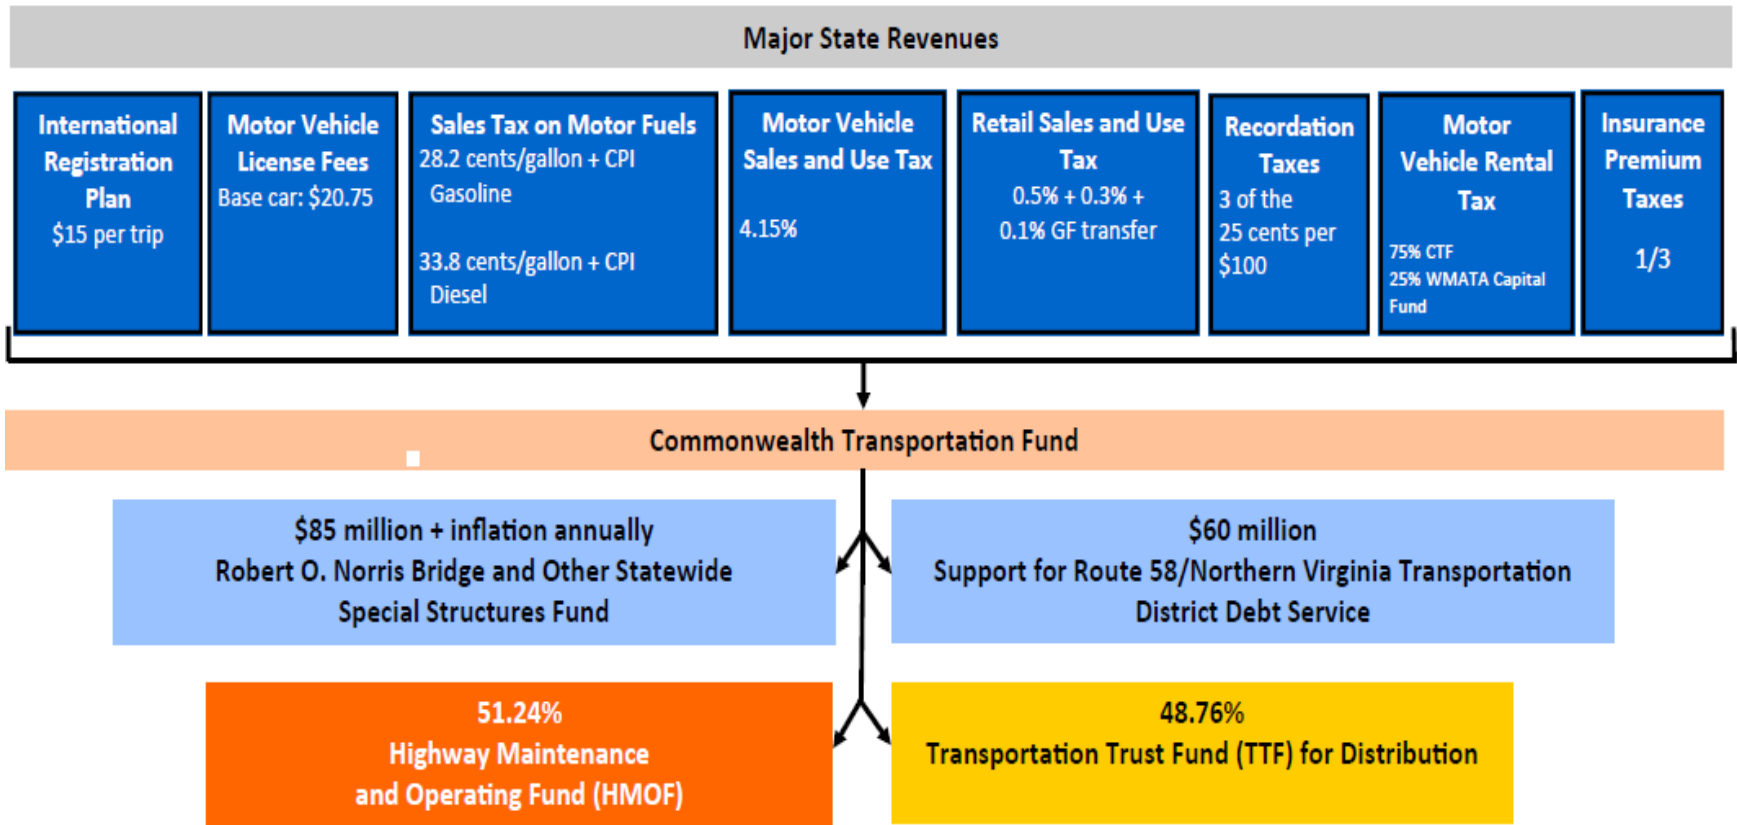 Major State Revenues
International
Registration
Plan
$15 per trip
Motor Vehicle
License Fees
Base car: $20.75
Sales Tax on Motor Fuels
28.2 cents/gallon + CPI
Gasoline
33.8 cents/gallon + CPI
Diesel
Motor Vehicle
Sales and Use Tax
4.15%
Retail Sales and Use
Tax
0.5% + 0.3% +
0.1% GF transfer
Recordation
Taxes
3 of the
25 cents per
$100
Motor
Vehicle Rental
Tax
75% CTF
25% WMATA Capital
Fund
Insurance
Premium
Taxes
1/3
Commonwealth Transportation Fund
$85 million + inflation annually
Robert O. Norris Bridge and Other Statewide
Special Structures Fund
$60 million
Support for Route 58/Northern Virginia Transportation
District Debt Service
51.24%
Highway Maintenance
and Operating Fund (HMOF)
48.76%
Transportation Trust Fund (TTF) for Distribution